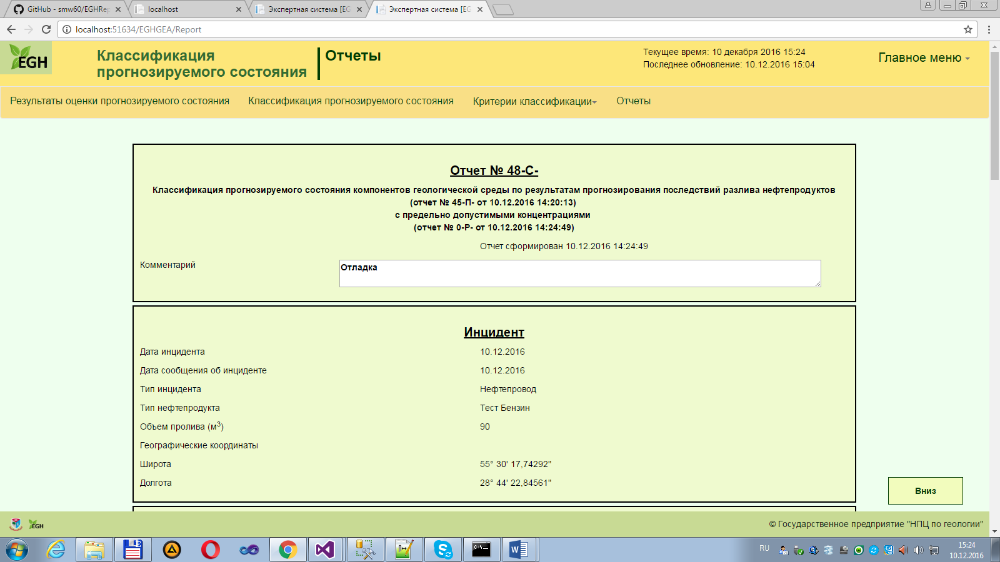 GitHub - smw60/EGHRep
localhost
Экспертная система [EG
Экспертная система [EG
localhost:51634/EGHGEA/Report
EGH
Классификация
прогнозируемого состояния
Отчеты
Текущее время: 10 декабря 2016 15:24
Последнее обновление: 10.12.2016 15:04
Главное меню
Результаты оценки прогнозируемого состояния
Классификация прогнозируемого состояния
Критерии классификации
Отчеты
Отчет № 48-С-
Классификация прогнозируемого состояния компонентов геологической среды по результатам прогнозирования последствий разлива нефтепродуктов
(отчет № 45-П- от 10.12.2016 14:20:13)
с предельно допустимыми концентрациями
(отчет № 0-Р- от 10.12.2016 14:24:49)
Отчет сформирован 10.12.2016 14:24:49
Комментарий
Отладка
Инцидент
Дата инцидента 10.12.2016
Дата сообщения об инциденте 10.12.2016
Тип инцидента Нефтепровод
Тип нефтепродукта Тест Бензин
Объем пролива (м³) 90
Географические координаты
Широта 55° 30' 17,74292"
Долгота 28° 44' 22,84561"
Вниз
EGH
© Государственное предприятие "НПЦ по геологии"
RU
15:24
10.12.2016